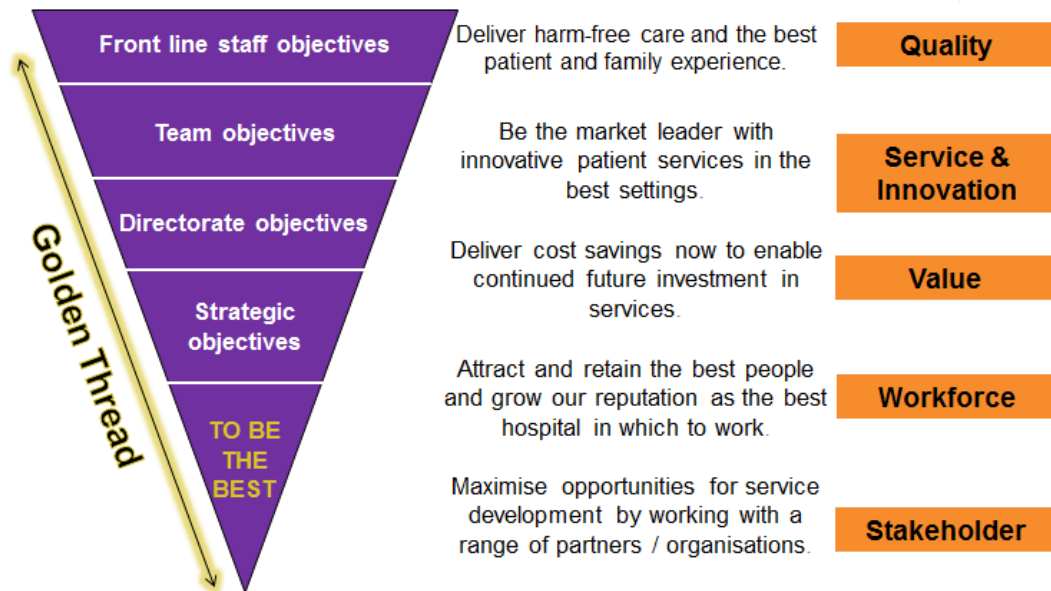 Front line staff objectives
Team objectives
Directorate objectives
Strategic
objectives
TO BE
THE
BEST
Golden Thread
Deliver harm-free care and the best
patient and family experience.
Quality
Be the market leader with
innovative patient services in the
best settings.
Service &
Innovation
Deliver cost savings now to enable
continued future investment in
services.
Value
Attract and retain the best people
and grow our reputation as the best
hospital in which to work.
Workforce
Maximise opportunities for service
development by working with a
range of partners / organisations.
Stakeholder